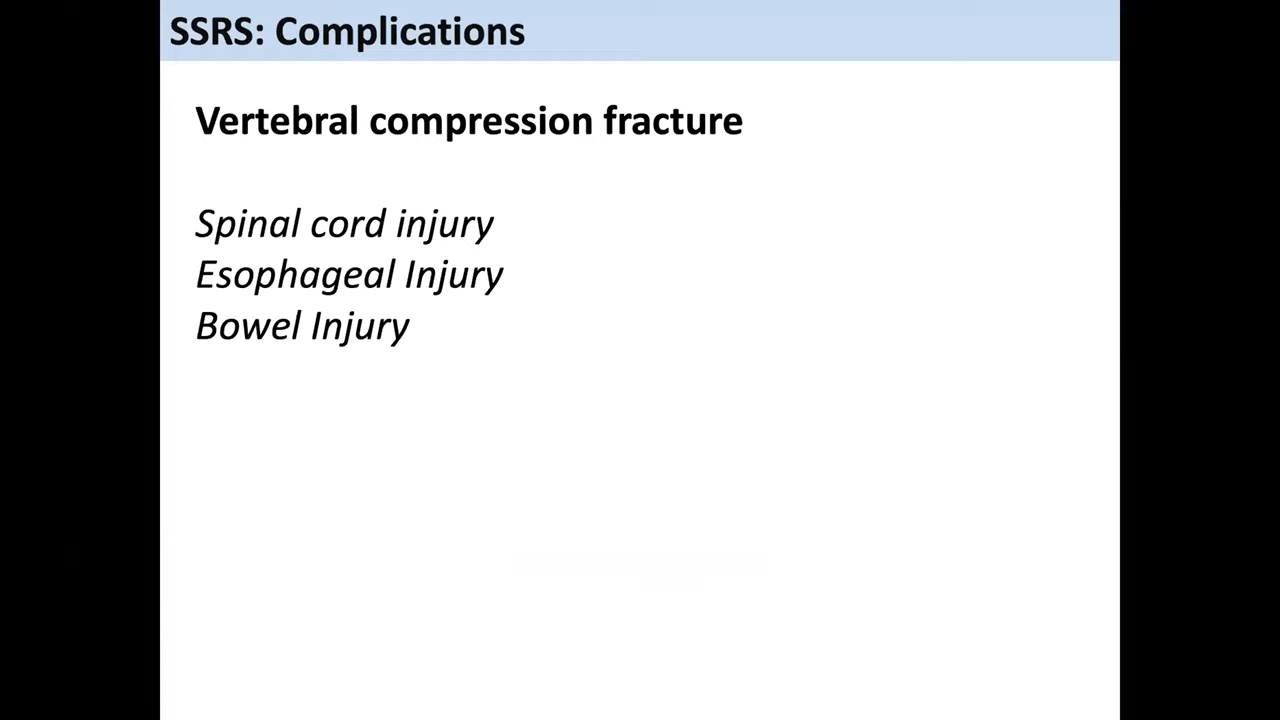 SSRS: Complications
Vertebral compression fracture
Spinal cord injury
Esophageal Injury
Bowel Injury